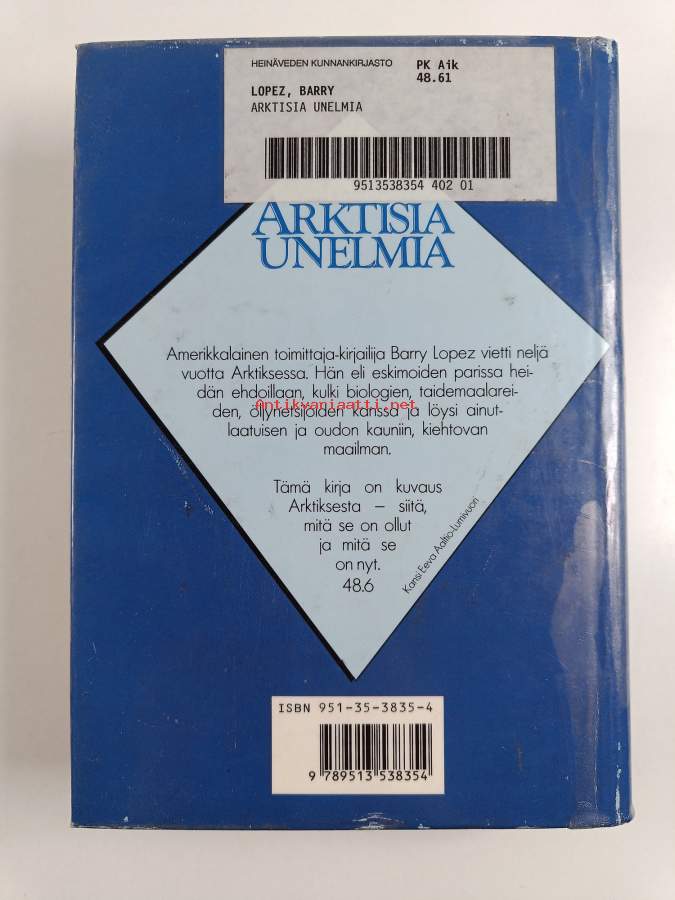 HEINÄVEDEN KUNNANKIRJASTO PK Aik
48.61
LOPEZ, BARRY
ARKTISIA UNELMIA
9513538354 402 01
ARKTISIA
UNELMIA
Amerikkalainen toimittaja-kirjailija Barry Lopez vietti neljä
vuotta Arktiksessa. Hän eli eskimoiden parissa hei-
dän ehdoillaan, kulki biologien, taidemaalarei-
Antikvariaatti.net
den, öljynetsijöiden kanssa ja löysi ainut-
laatuisen ja oudon kauniin, kiehtovan
maailman.
Tämä kirja on kuvaus
Arktiksesta – siitä,
mitä se on ollut
ja mitä se
on nyt.
48.6
Kansi Eeva Aaltio-Lumivuori
ISBN 951-35-3835-4
9 789513 538354